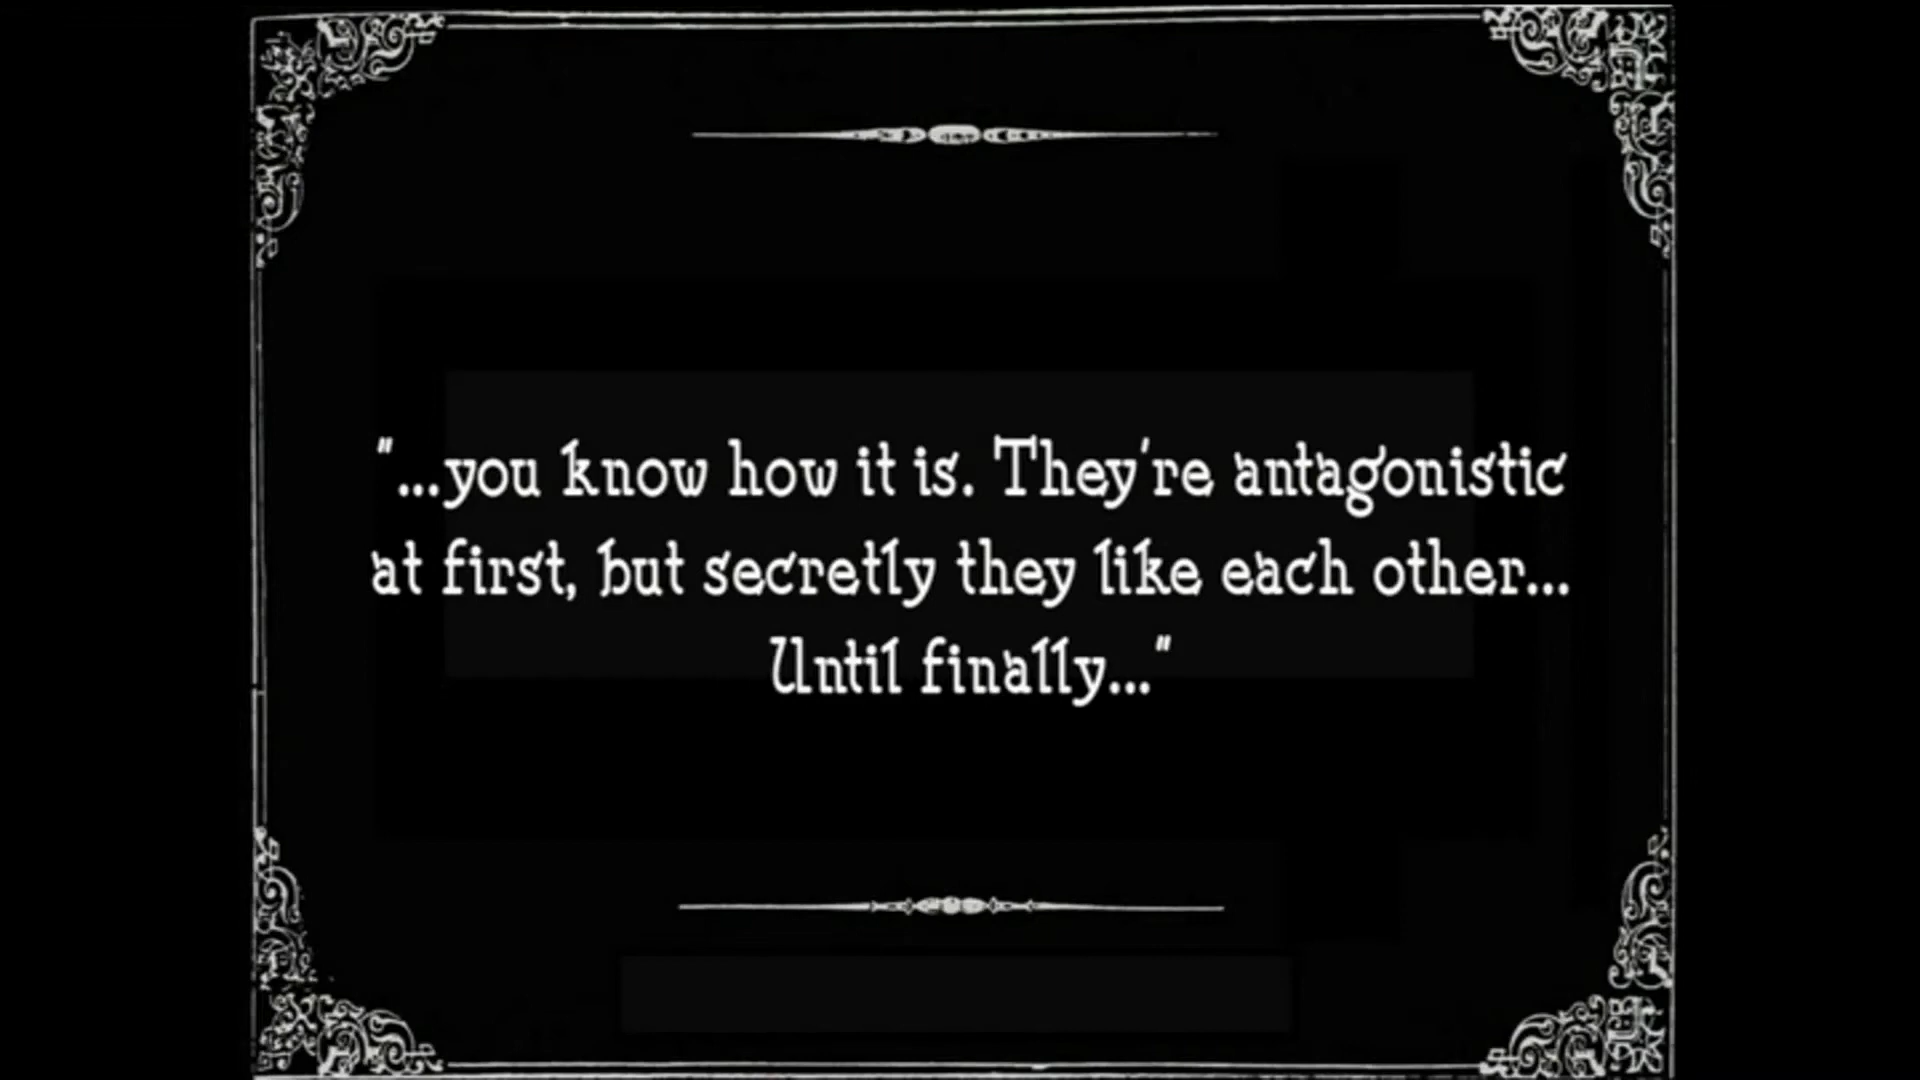 "...you know how it is. They're antagonistic
at first, but secretly they like each other...
Until finally..."